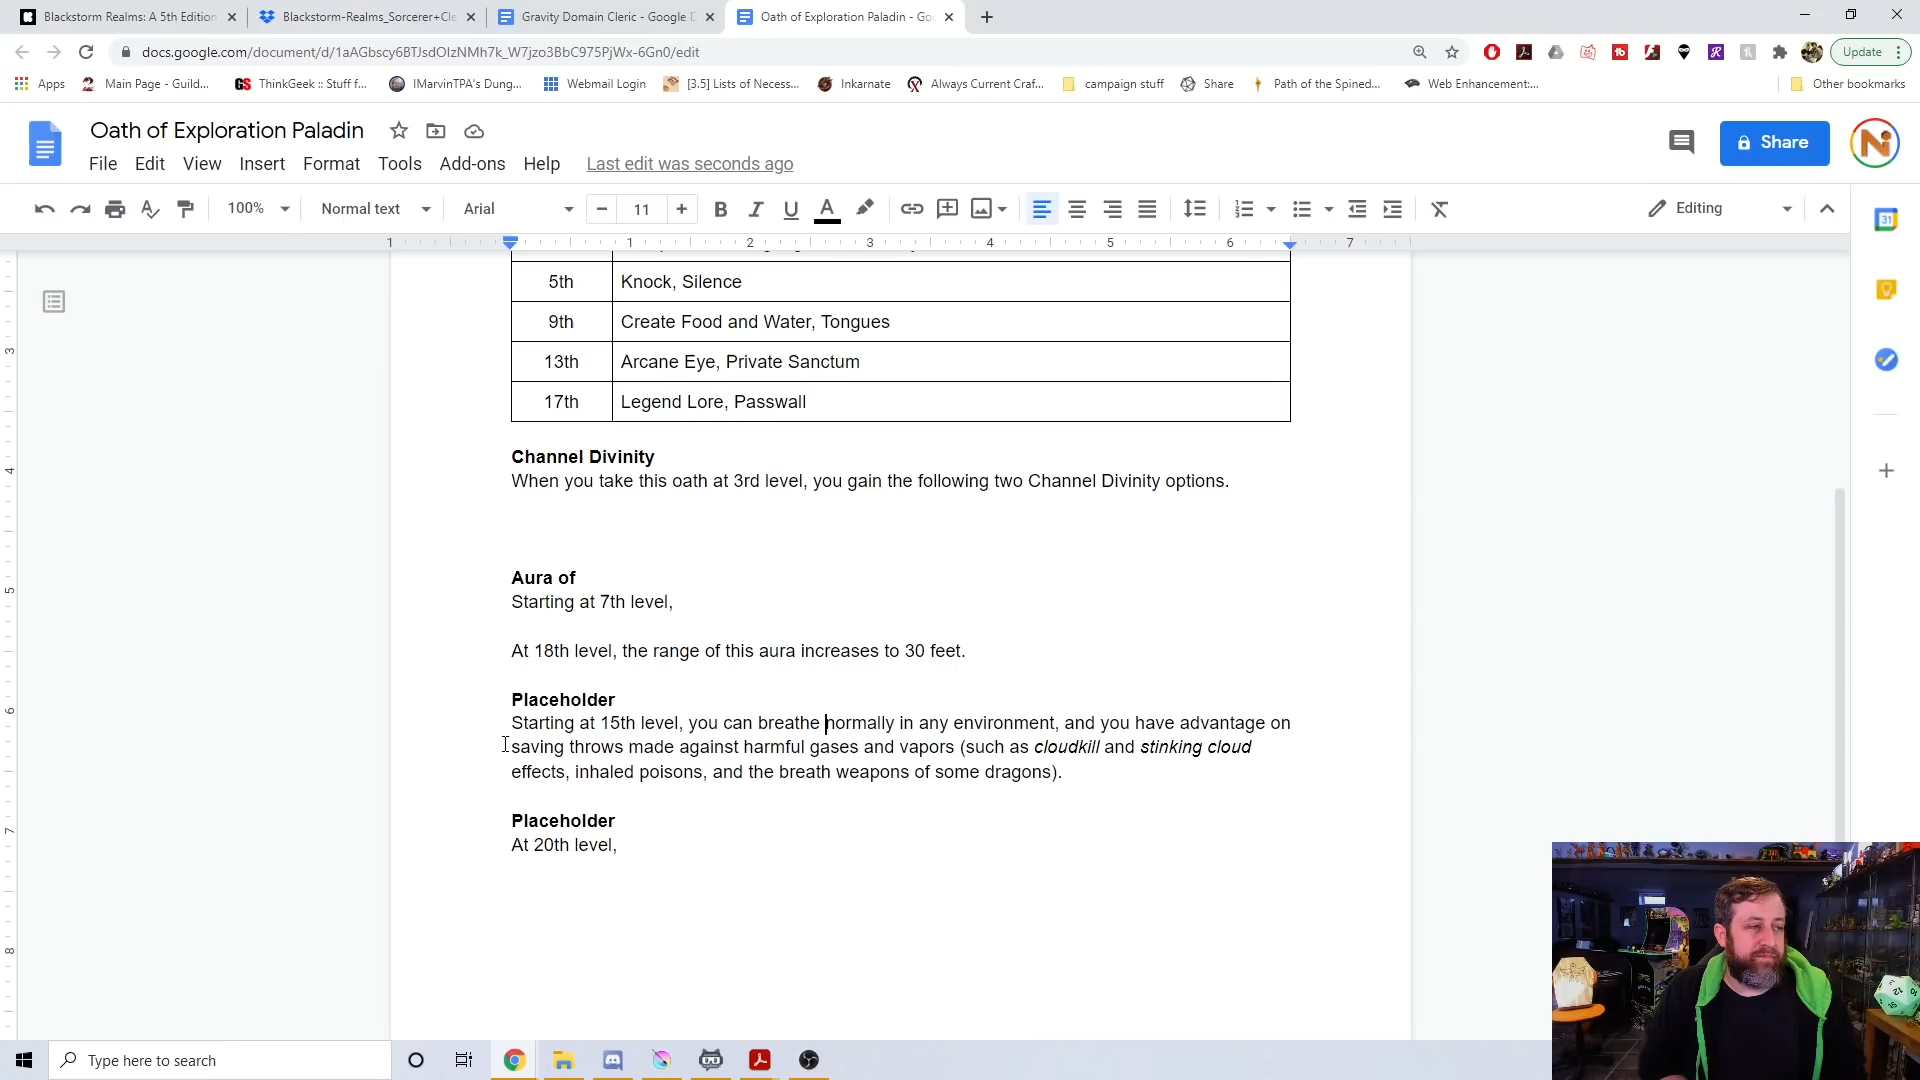 Blackstorm Realms: A 5th Edition
Blackstorm-Realms_Sorcerer+Cle
Gravity Domain Cleric - Google D
Oath of Exploration Paladin - Goo
docs.google.com/document/d/1aAGbscy6BTJsdOIzNMh7k_W7jzo3BbC975PjWx-6Gn0/edit
Update
Apps
Main Page - Guild...
ThinkGeek :: Stuff f...
IMarvinTPA's Dung...
Webmail Login
[3.5] Lists of Necess...
Inkarnate
Always Current Craf...
campaign stuff
Share
Path of the Spined...
Web Enhancement:...
Other bookmarks
Oath of Exploration Paladin
File Edit View Insert Format Tools Add-ons Help Last edit was seconds ago
Share
100% Normal text Arial 11 Editing
1 1 2 3 4 5 6 7
5th Knock, Silence
9th Create Food and Water, Tongues
13th Arcane Eye, Private Sanctum
17th Legend Lore, Passwall
Channel Divinity
When you take this oath at 3rd level, you gain the following two Channel Divinity options.
Aura of
Starting at 7th level,
At 18th level, the range of this aura increases to 30 feet.
Placeholder
Starting at 15th level, you can breathe normally in any environment, and you have advantage on
saving throws made against harmful gases and vapors (such as cloudkill and stinking cloud
effects, inhaled poisons, and the breath weapons of some dragons).
Placeholder
At 20th level,
3
4
5
6
7
8
31
Type here to search